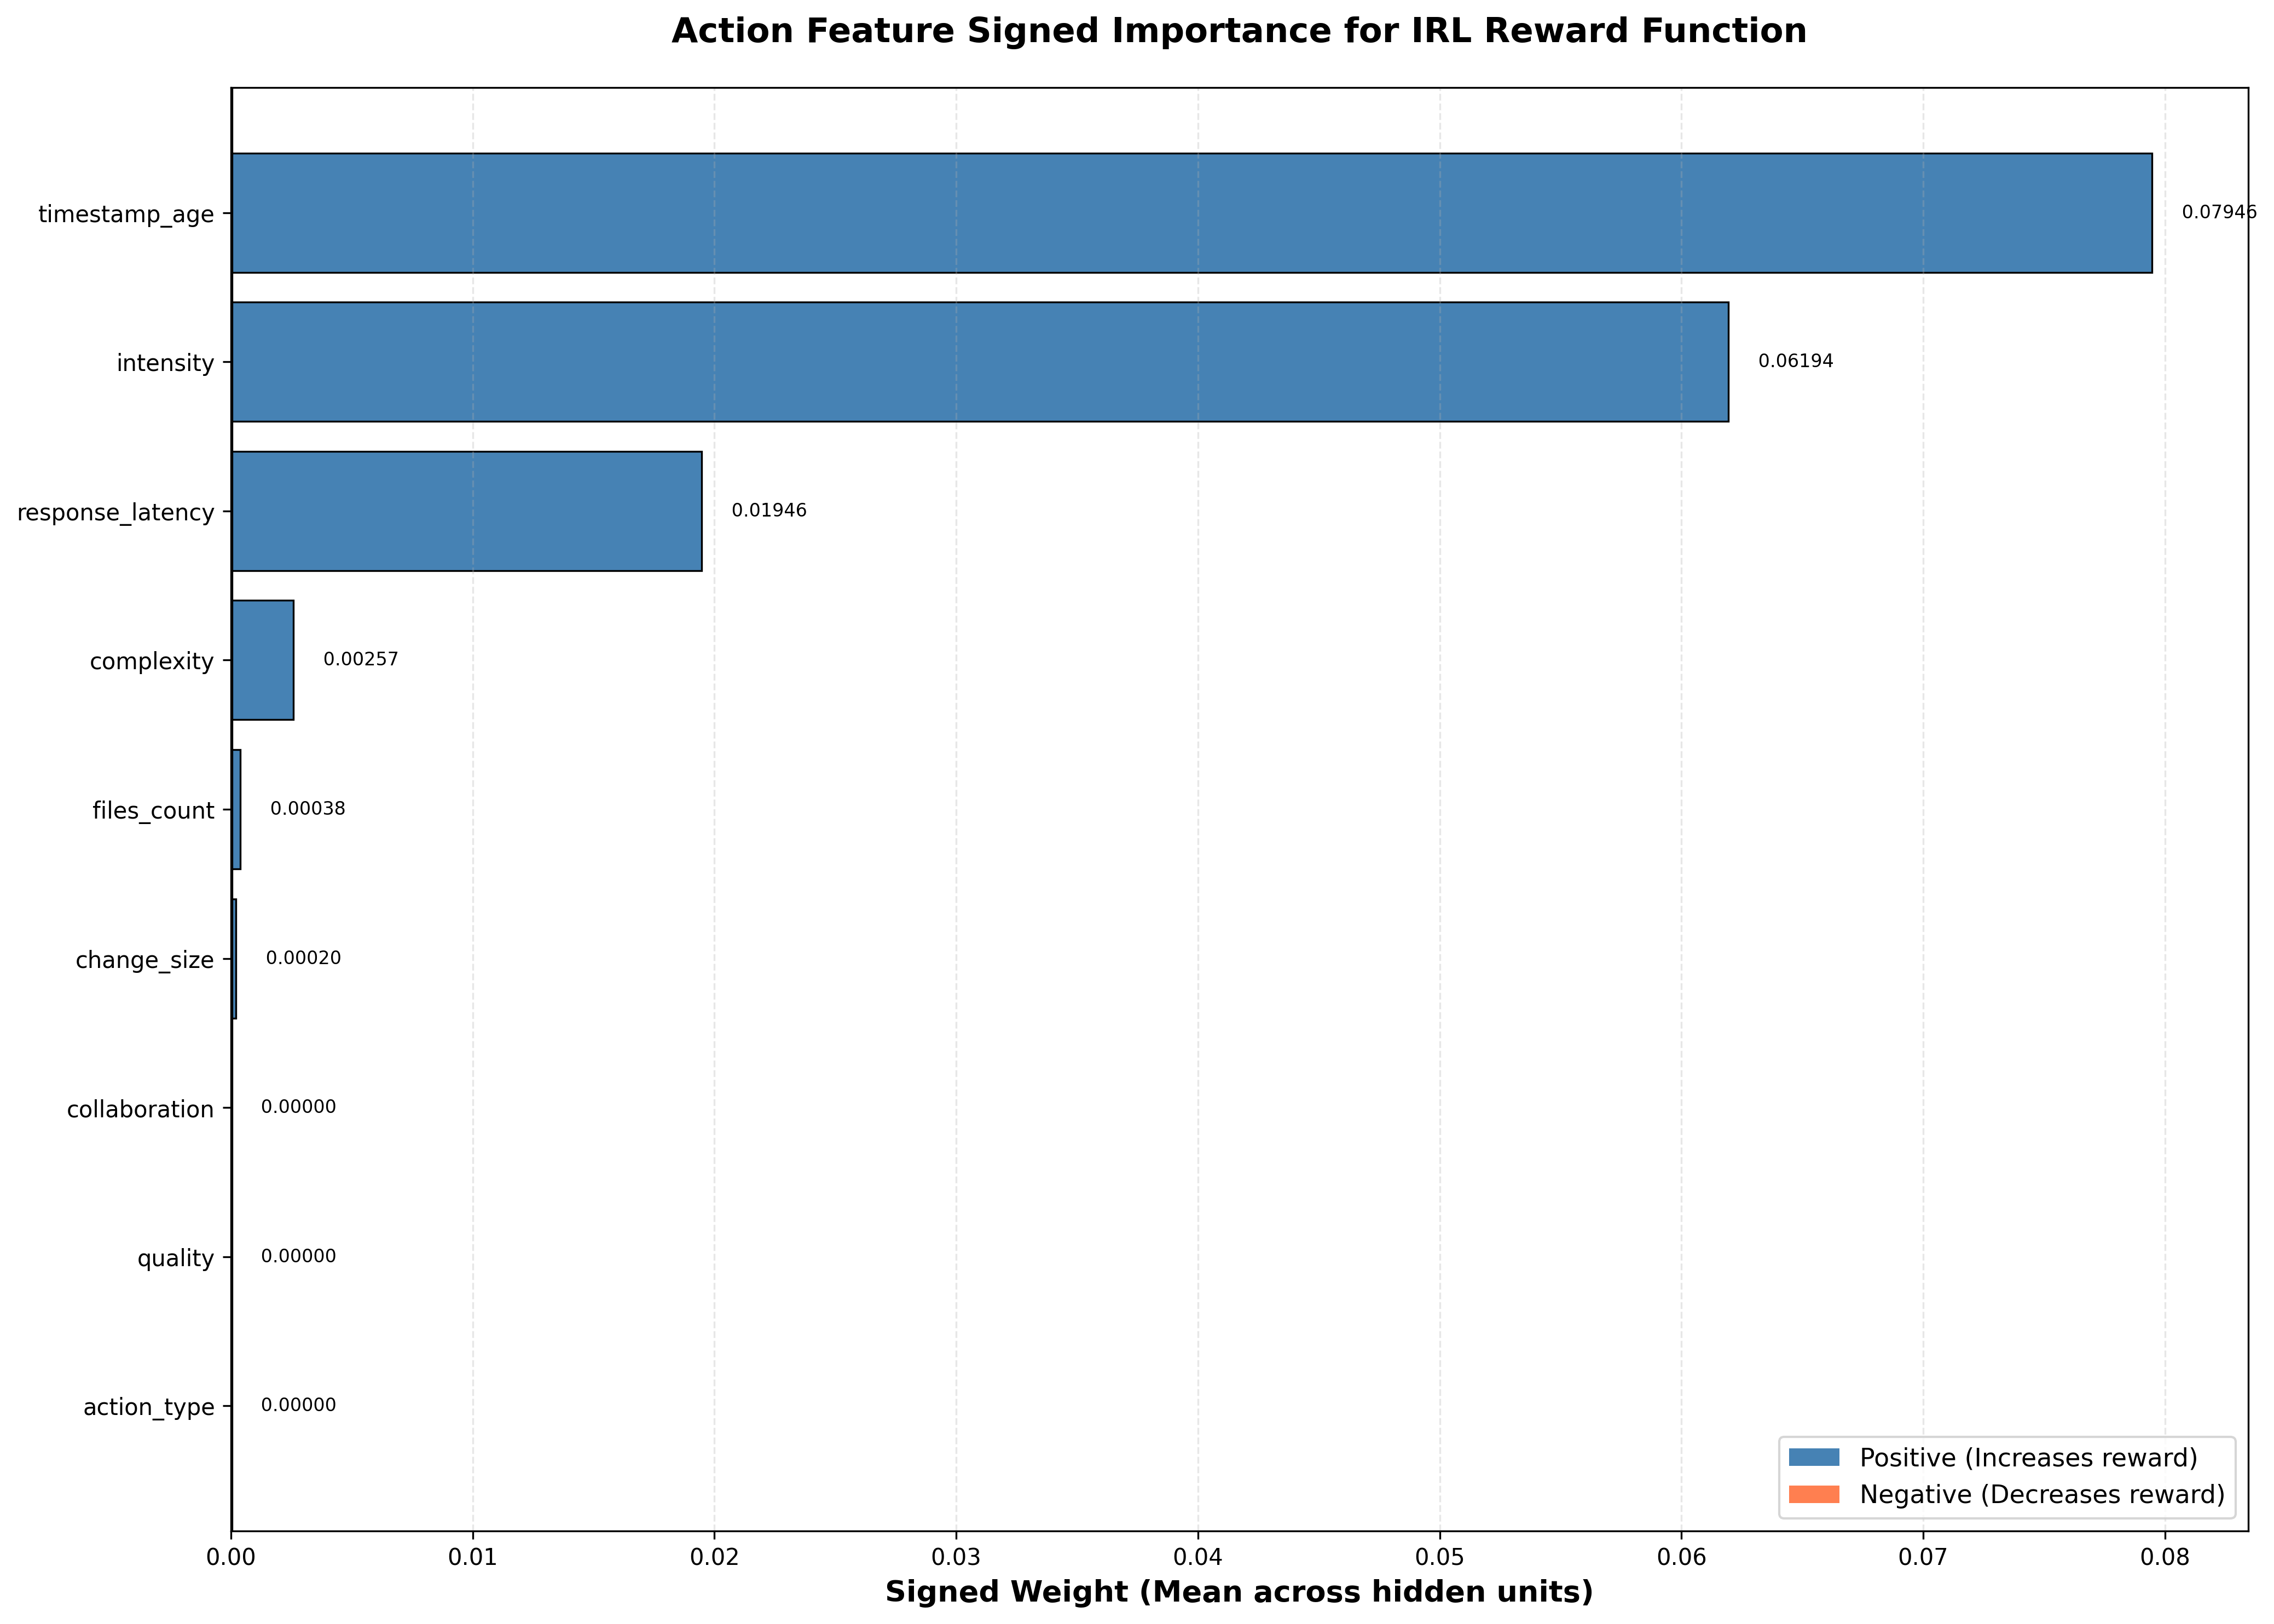 Action Feature Signed Importance for IRL Reward Function
timestamp_age
0.07946
intensity
0.06194
response_latency
0.01946
complexity
0.00257
files_count
0.00038
change_size
0.00020
collaboration
0.00000
quality
0.00000
action_type
0.00000
Positive (Increases reward)
Negative (Decreases reward)
0.00 0.01 0.02 0.03 0.04 0.05 0.06 0.07 0.08
Signed Weight (Mean across hidden units)